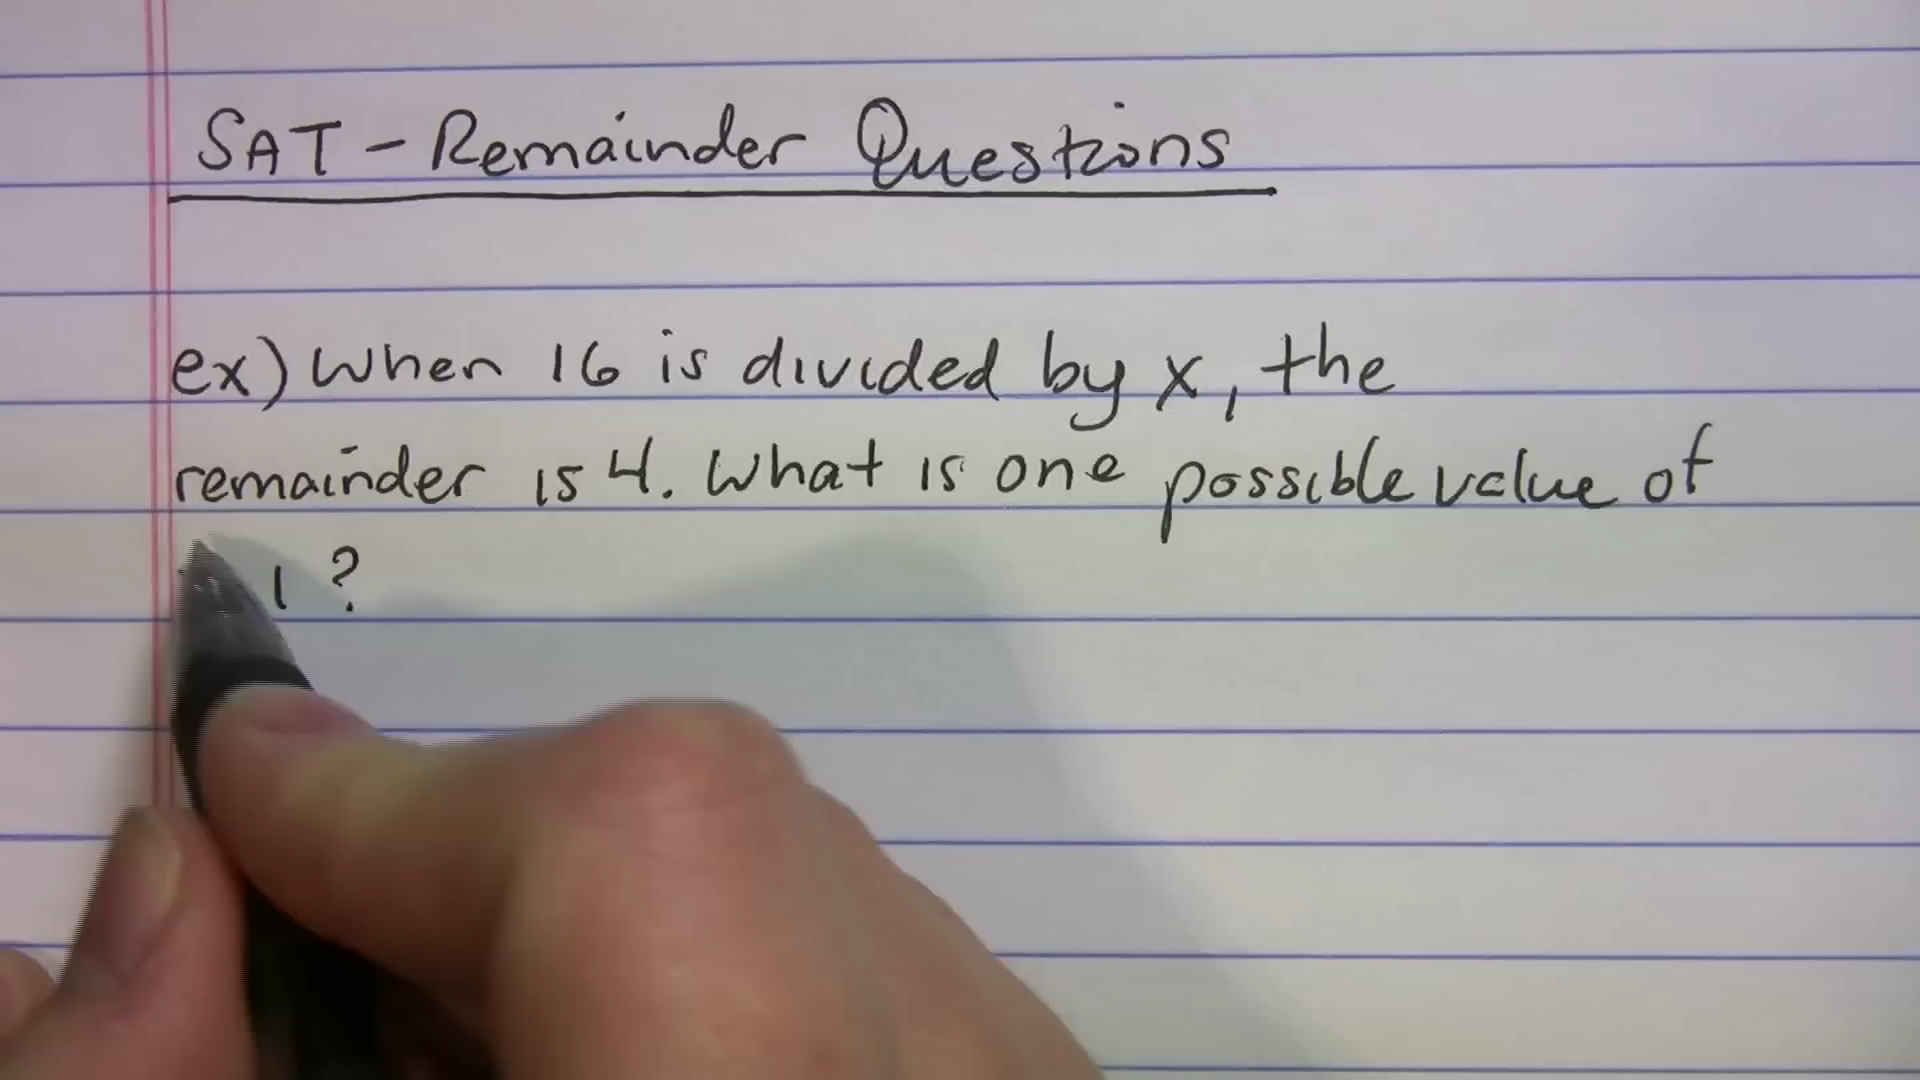 SAT - Remainder Questions
ex) When 16 is divided by x, the
remainder is 4. What is one possible value of
?